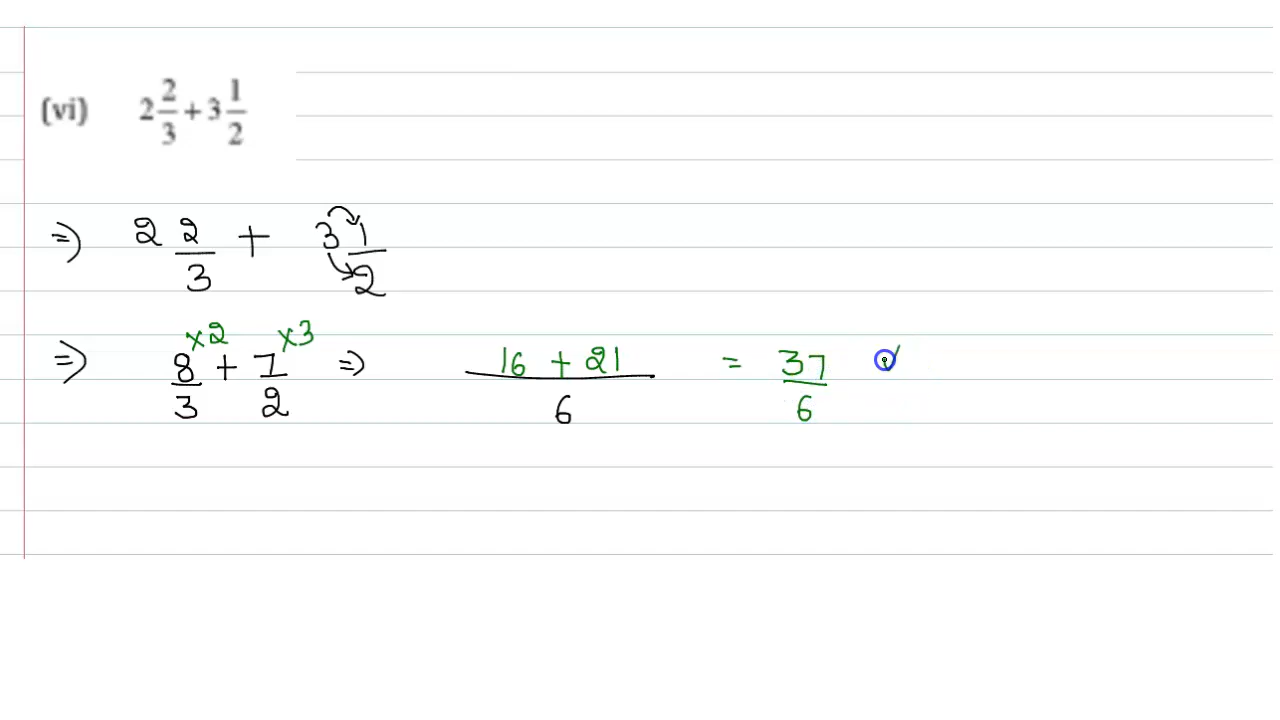 (vi) 2 2/3 + 3 1/2
⇒ 2 2/3 + 3 1/2
⇒ 8/3 ×2 + 7/2 ×3 ⇒ (16 + 21)/6 = 37/6 ✓